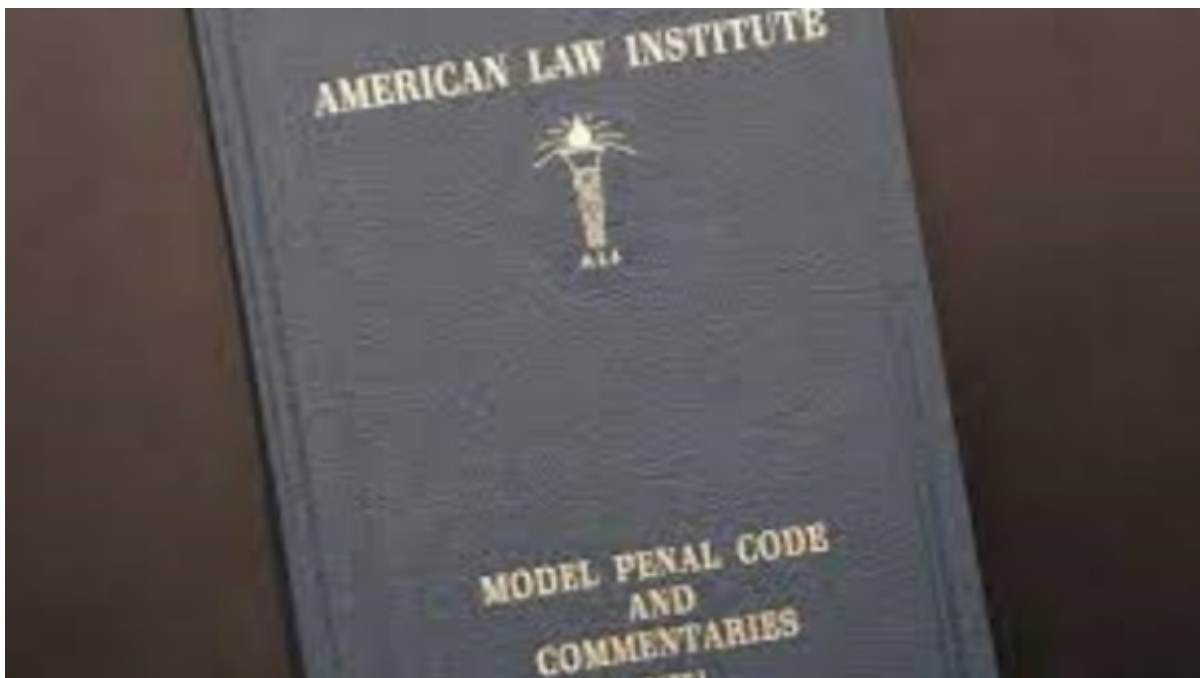 AMERICAN LAW INSTITUTE
ALI
MODEL PENAL CODE
AND
COMMENTARIES